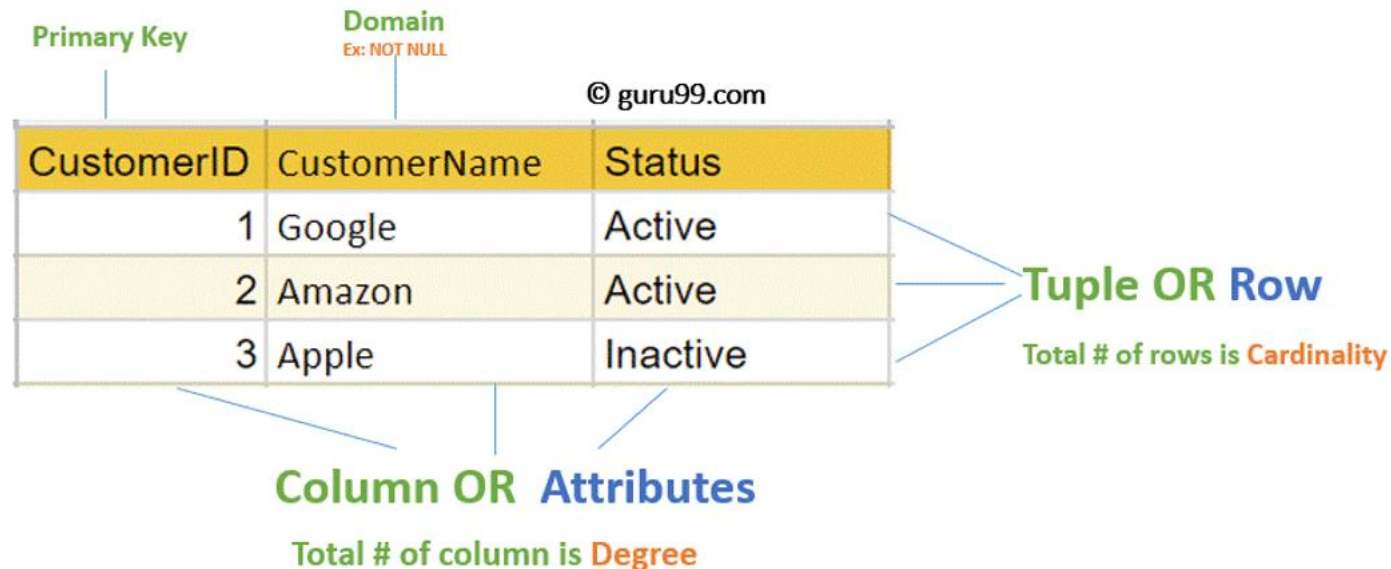 Primary Key
Domain
Ex: NOT NULL
© guru99.com
CustomerID CustomerName Status
1 Google Active
2 Amazon Active
3 Apple Inactive
Tuple OR Row
Total # of rows is Cardinality
Column OR Attributes
Total # of column is Degree